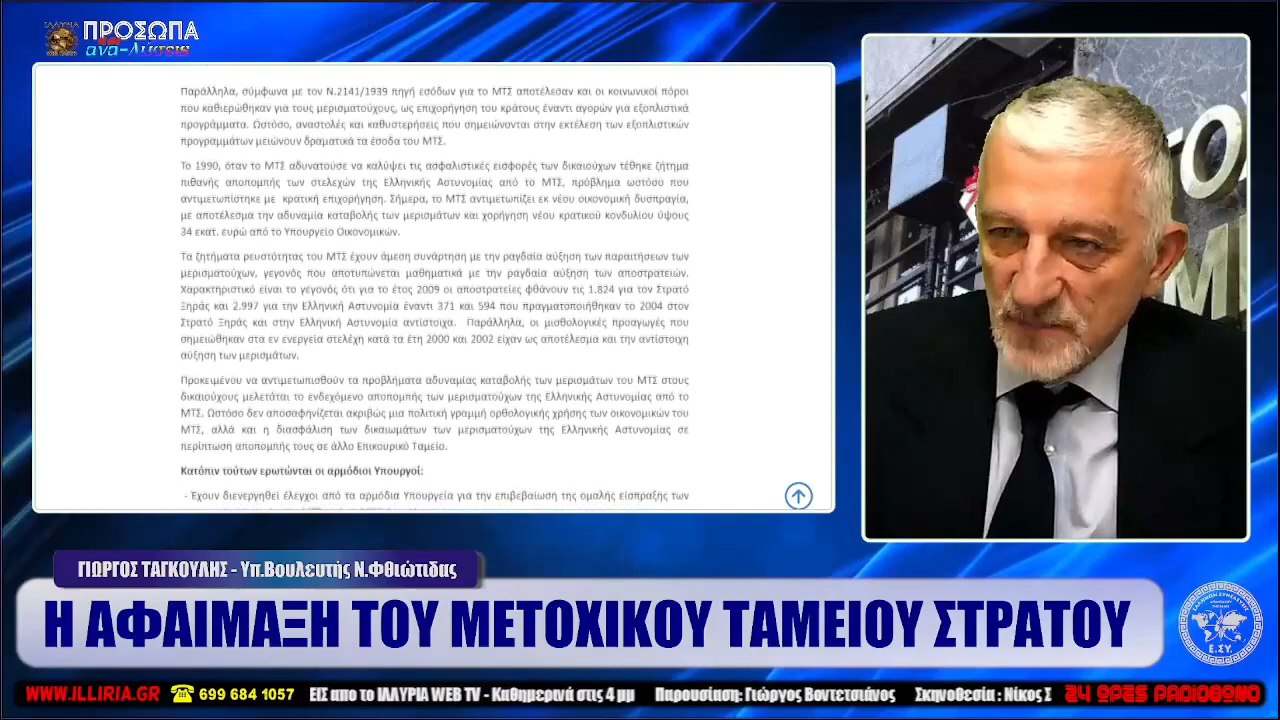 ΙΛΛΥΡΙΑ
ΠΡΟΣΩΠΑ
και
ανα-Λύσεις
Παράλληλα, σύμφωνα με τον Ν.2141/1939 πηγή εσόδων για το ΜΤΣ αποτέλεσαν και οι κοινωνικοί πόροι
που καθιερώθηκαν για τους μερισματούχους, ως επιχορήγηση του κράτους έναντι αγορών για εξοπλιστικά
προγράμματα. Ωστόσο, αναστολές και καθυστερήσεις που σημειώνονται στην εκτέλεση των εξοπλιστικών
προγραμμάτων μειώνουν δραματικά τα έσοδα του ΜΤΣ.
Το 1990, όταν το ΜΤΣ αδυνατούσε να καλύψει τις ασφαλιστικές εισφορές των δικαιούχων τέθηκε ζήτημα
πιθανής αποπομπής των στελεχών της Ελληνικής Αστυνομίας από το ΜΤΣ, πρόβλημα ωστόσο που
αντιμετωπίστηκε με κρατική επιχορήγηση. Σήμερα, το ΜΤΣ αντιμετωπίζει εκ νέου οικονομική δυσπραγία,
με αποτέλεσμα την αδυναμία καταβολής των μερισμάτων και χορήγηση νέου κρατικού κονδυλίου ύψους
34 εκατ. ευρώ από το Υπουργείο Οικονομικών.
Τα ζητήματα ρευστότητας του ΜΤΣ έχουν άμεση συνάρτηση με την ραγδαία αύξηση των παραιτήσεων των
μερισματούχων, γεγονός που αποτυπώνεται μαθηματικά με την ραγδαία αύξηση των αποστρατειών.
Χαρακτηριστικό είναι το γεγονός ότι για το έτος 2009 οι αποστρατείες φθάνουν τις 1.824 για τον Στρατό
Ξηράς και 2.997 για την Ελληνική Αστυνομία έναντι 371 και 594 που πραγματοποιήθηκαν το 2004 στον
Στρατό Ξηράς και στην Ελληνική Αστυνομία αντίστοιχα. Παράλληλα, οι μισθολογικές προαγωγές που
σημειώθηκαν στα εν ενεργεία στελέχη κατά τα έτη 2000 και 2002 είχαν ως αποτέλεσμα και την αντίστοιχη
αύξηση των μερισμάτων.
Προκειμένου να αντιμετωπισθούν τα προβλήματα αδυναμίας καταβολής των μερισμάτων του ΜΤΣ στους
δικαιούχους μελετάται το ενδεχόμενο αποπομπής των μερισματούχων της Ελληνικής Αστυνομίας από το
ΜΤΣ. Ωστόσο δεν αποσαφηνίζεται ακριβώς μια πολιτική γραμμή ορθολογικής χρήσης των οικονομικών του
ΜΤΣ, αλλά και η διασφάλιση των δικαιωμάτων των μερισματούχων της Ελληνικής Αστυνομίας σε
περίπτωση αποπομπής τους σε άλλο Επικουρικό Ταμείο.
Κατόπιν τούτων ερωτώνται οι αρμόδιοι Υπουργοί:
- Έχουν διενεργηθεί έλεγχοι από τα αρμόδια Υπουργεία για την επιβεβαίωση της ομαλής είσπραξης των
ΤΟ
Μ
ΓΙΩΡΓΟΣ ΤΑΓΚΟΥΛΗΣ - Υπ.Βουλευτής Ν.Φθιώτιδας
Η ΑΦΑΙΜΑΞΗ ΤΟΥ ΜΕΤΟΧΙΚΟΥ ΤΑΜΕΙΟΥ ΣΤΡΑΤΟΥ
ΕΛΛΗΝΩΝ ΣΥΝΕΛΕΥΣΙΣ
Ε.ΣΥ.
WWW.ILLIRIA.GR ☎ 699 684 1057 ΕΙΣ απο το ΙΛΛΥΡΙΑ WEB TV - Καθημερινά στις 4 μμ Παρουσίαση: Γιώργος Βοντετσιάνος Σκηνοθεσία : Νίκος Σ 24 ΩΡΕΣ ΡΑΔΙΟΦΩΝΟ